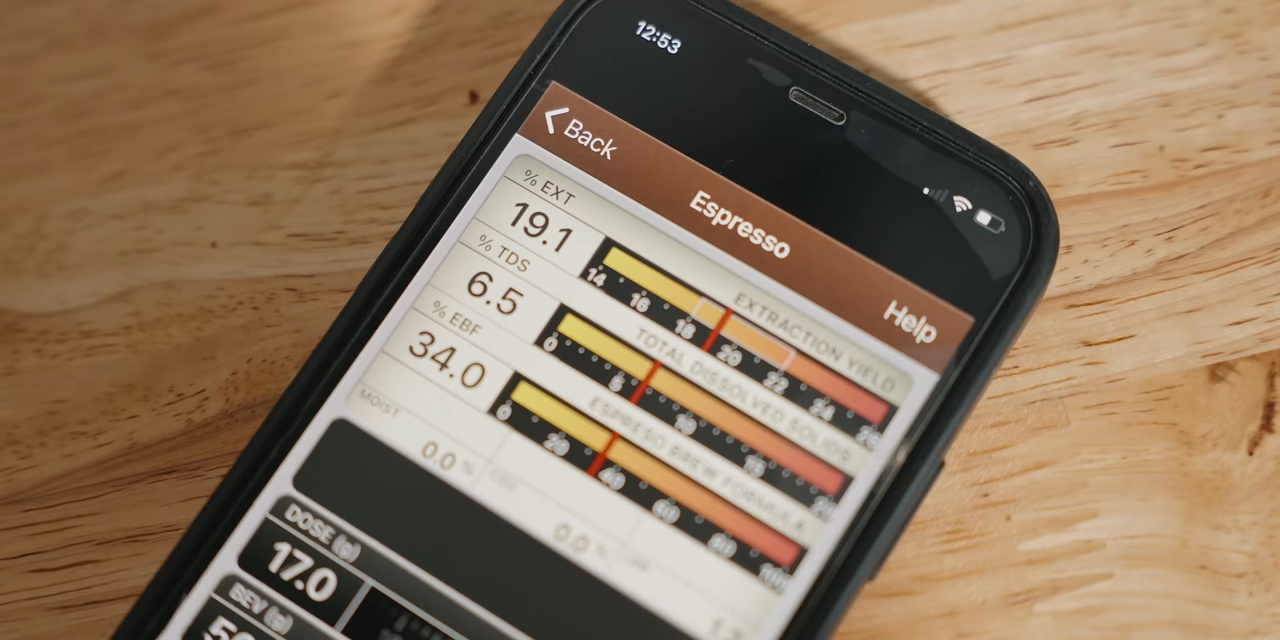 12:53
Back
Espresso
Help
% EXT
19.1
EXTRACTION YIELD
14 16 18 20 22 24
% TDS
6.5
TOTAL DISSOLVED SOLIDS
0 5 10 15 20
% EBF
34.0
ESPRESSO BREW FORMULA
0 20 40 60 80 100
MOIST
0.0 %
CO2
0.0 %
DOSE (g)
17.0
BEV (g)